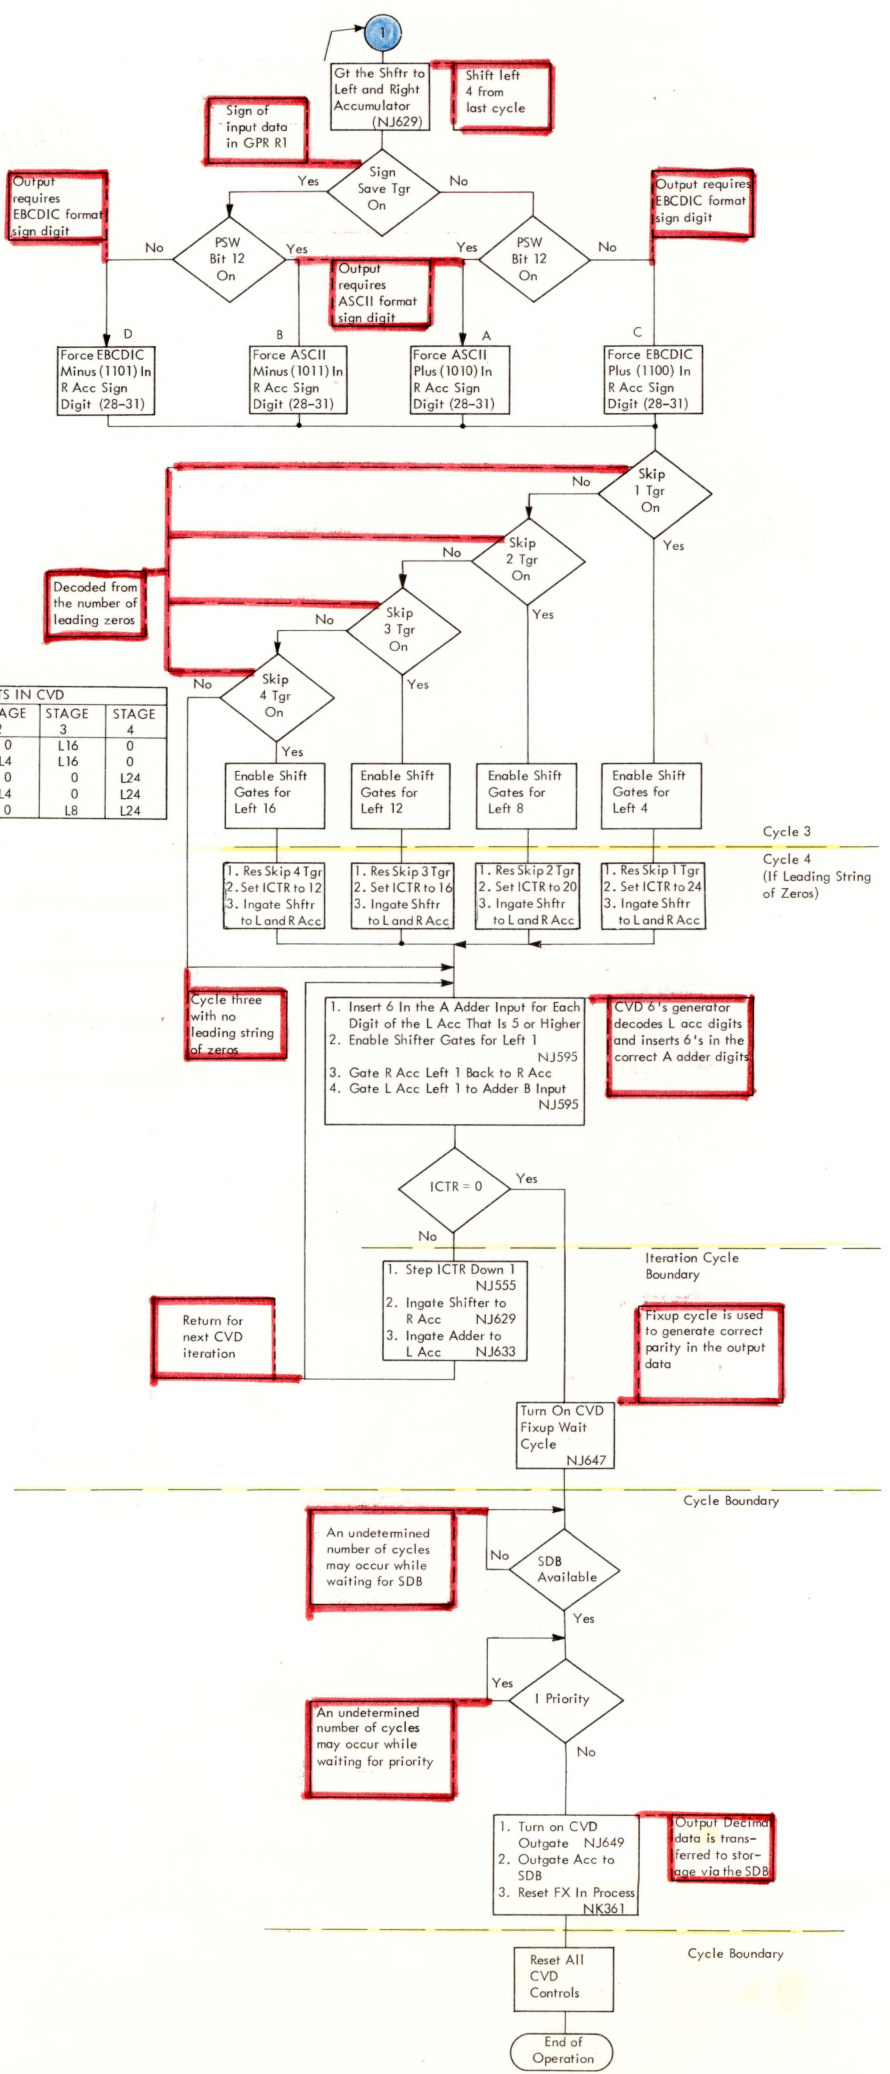 1
Gt the Shftr to
Left and Right
Accumulator
(NJ629)
Shift left
4 from
last cycle
Sign of
input data
in GPR R1
Sign
Save Tgr
On
Yes
No
Output
requires
EBCDIC format
sign digit
Output requires
EBCDIC format
sign digit
PSW
Bit 12
On
No
Yes
PSW
Bit 12
On
Yes
No
Output
requires
ASCII format
sign digit
D
Force EBCDIC
Minus (1101) In
R Acc Sign
Digit (28-31)
B
Force ASCII
Minus (1011) In
R Acc Sign
Digit (28-31)
A
Force ASCII
Plus (1010) In
R Acc Sign
Digit (28-31)
C
Force EBCDIC
Plus (1100) In
R Acc Sign
Digit (28-31)
Skip
1 Tgr
On
No
Yes
Skip
2 Tgr
On
No
Yes
Decoded from
the number of
leading zeros
Skip
3 Tgr
On
No
Yes
Skip
4 Tgr
On
No
Yes
TS IN CVD
AGE STAGE STAGE
2 3 4
0 L16 0
L4 L16 0
0 0 L24
L4 0 L24
0 L8 L24
Enable Shift
Gates for
Left 16
Enable Shift
Gates for
Left 12
Enable Shift
Gates for
Left 8
Enable Shift
Gates for
Left 4
Cycle 3
Cycle 4
(If Leading String
of Zeros)
1. Res Skip 4 Tgr
2. Set ICTR to 12
3. Ingate Shftr
to L and R Acc
1. Res Skip 3 Tgr
2. Set ICTR to 16
3. Ingate Shftr
to L and R Acc
1. Res Skip 2 Tgr
2. Set ICTR to 20
3. Ingate Shftr
to L and R Acc
1. Res Skip 1 Tgr
2. Set ICTR to 24
3. Ingate Shftr
to L and R Acc
Cycle three
with no
leading string
of zeros
1. Insert 6 In the A Adder Input for Each
Digit of the L Acc That Is 5 or Higher
2. Enable Shifter Gates for Left 1
NJ595
3. Gate R Acc Left 1 Back to R Acc
4. Gate L Acc Left 1 to Adder B Input
NJ595
CVD 6's generator
decodes L acc digits
and inserts 6's in the
correct A adder digits
ICTR = 0
Yes
No
Iteration Cycle
Boundary
1. Step ICTR Down 1
NJ555
2. Ingate Shifter to
R Acc NJ629
3. Ingate Adder to
L Acc NJ633
Return for
next CVD
iteration
Fixup cycle is used
to generate correct
parity in the output
data
Turn On CVD
Fixup Wait
Cycle
NJ647
Cycle Boundary
An undetermined
number of cycles
may occur while
waiting for SDB
No
SDB
Available
Yes
Yes
I Priority
No
An undetermined
number of cycles
may occur while
waiting for priority
1. Turn on CVD
Outgate NJ649
2. Outgate Acc to
SDB
3. Reset FX In Process
NK361
Output Decimal
data is trans-
ferred to stor-
age via the SDB
Cycle Boundary
Reset All
CVD
Controls
End of
Operation